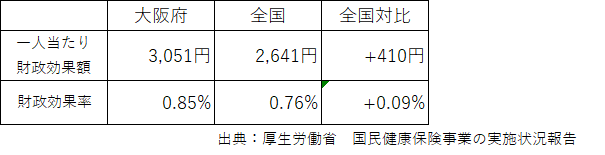 大阪府 全国 全国対比
一人当たり
財政効果額 3,051円 2,641円 +410円
財政効果率 0.85% 0.76% +0.09%
出典：厚生労働省　国民健康保険事業の実施状況報告